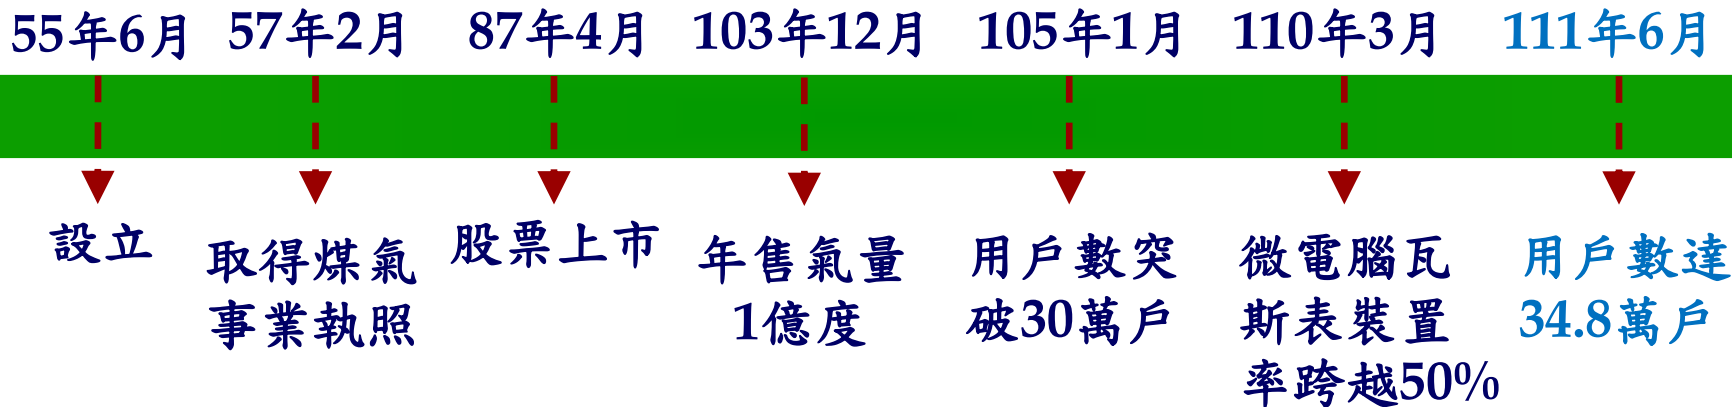 55年6月
57年2月
87年4月
103年12月
105年1月
110年3月
111年6月
設立
取得煤氣
事業執照
股票上市
年售氣量
1億度
用戶數突
破30萬戶
微電腦瓦
斯表裝置
率跨越50%
用戶數達
34.8萬戶